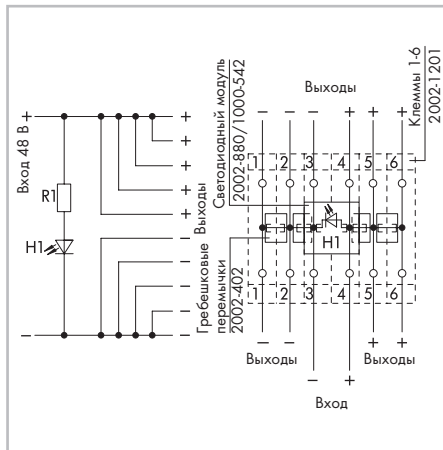 Вход 48 В
+
R1
H1
–
+
+
+
+
+
Выходы
–
–
–
–
–
Гребешковые
перемычки
2002-402
Светодиодный модуль
2002-880/1000-542
Клеммы 1-6
2002-1201
Выходы
– – – + + +
1 2 3 4 5 6
H1
1 2 3 4 5 6
– – + +
Выходы Выходы
– +
Вход